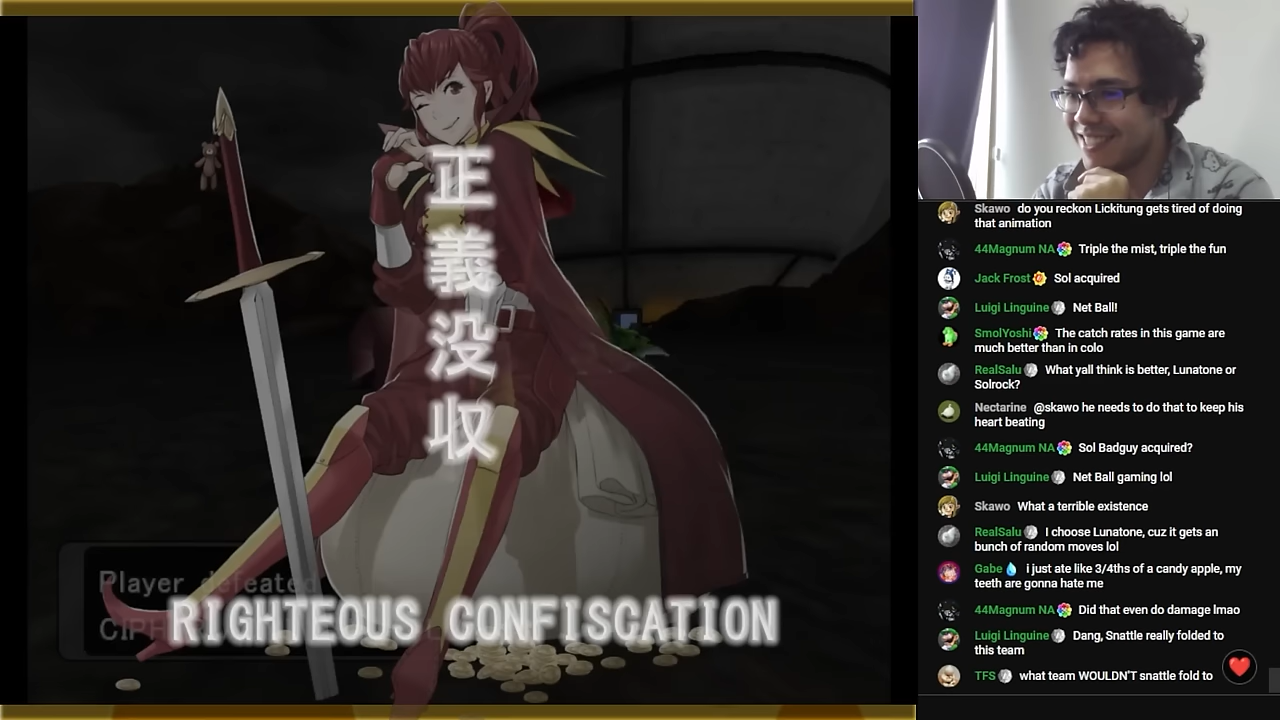 正
義
没
収
Player defeated
CIPH
RIGHTEOUS CONFISCATION
Skawo do you reckon Lickitung gets tired of doing
that animation
44Magnum NA Triple the mist, triple the fun
Jack Frost Sol acquired
Luigi Linguine Net Ball!
SmolYoshi The catch rates in this game are
much better than in colo
RealSalu What yall think is better, Lunatone or
Solrock?
Nectarine @skawo he needs to do that to keep his
heart beating
44Magnum NA Sol Badguy acquired?
Luigi Linguine Net Ball gaming lol
Skawo What a terrible existence
RealSalu I choose Lunatone, cuz it gets an
bunch of random moves lol
Gabe i just ate like 3/4ths of a candy apple, my
teeth are gonna hate me
44Magnum NA Did that even do damage lmao
Luigi Linguine Dang, Snattle really folded to
this team
TFS what team WOULDN'T snattle fold to